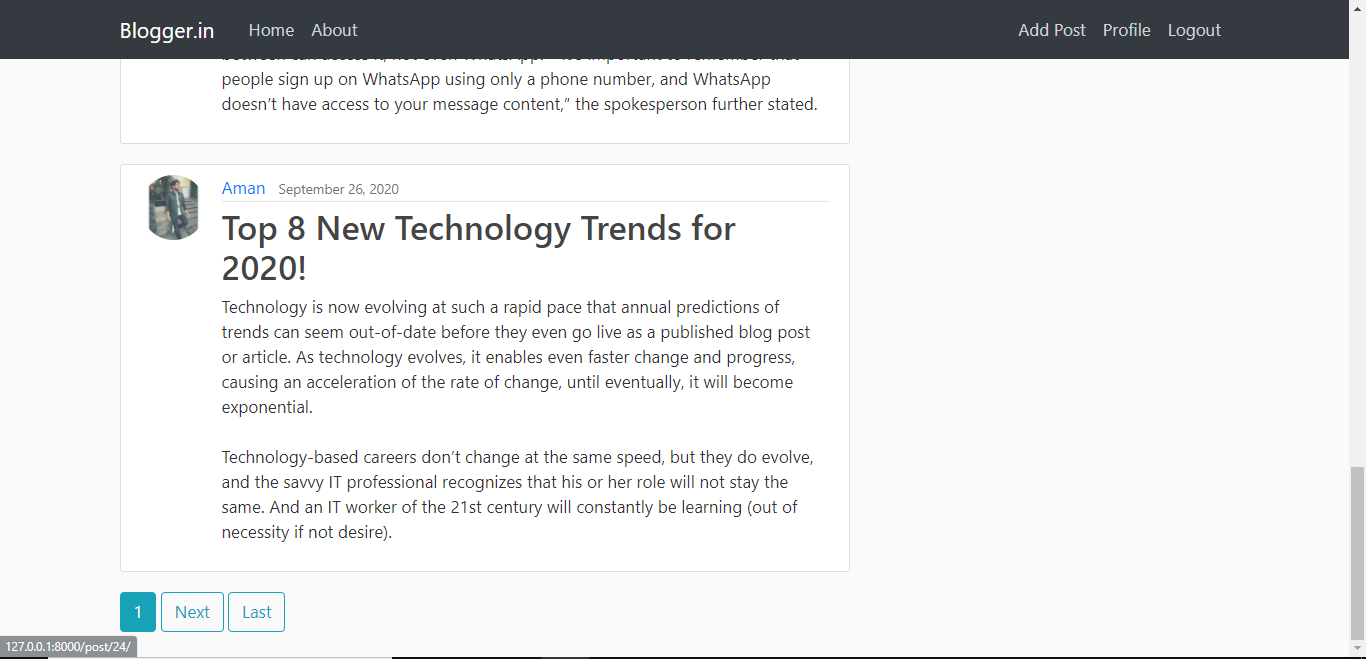 Blogger.in Home About Add Post Profile Logout
people sign up on WhatsApp using only a phone number, and WhatsApp
doesn’t have access to your message content,” the spokesperson further stated.
Aman September 26, 2020
Top 8 New Technology Trends for
2020!
Technology is now evolving at such a rapid pace that annual predictions of
trends can seem out-of-date before they even go live as a published blog post
or article. As technology evolves, it enables even faster change and progress,
causing an acceleration of the rate of change, until eventually, it will become
exponential.
Technology-based careers don’t change at the same speed, but they do evolve,
and the savvy IT professional recognizes that his or her role will not stay the
same. And an IT worker of the 21st century will constantly be learning (out of
necessity if not desire).
1 Next Last
127.0.0.1:8000/post/24/